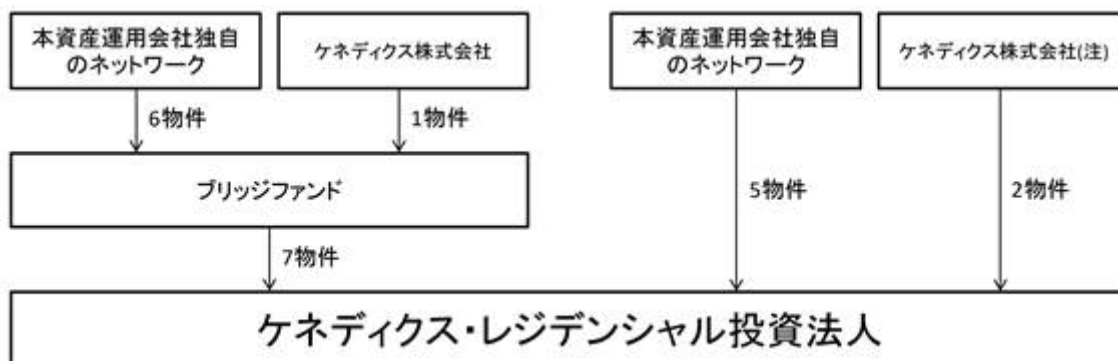 本資産運用会社独自
のネットワーク
ケネディクス株式会社
本資産運用会社独自
のネットワーク
ケネディクス株式会社(注)
6物件
1物件
ブリッジファンド
5物件
2物件
7物件
ケネディクス・レジデンシャル投資法人